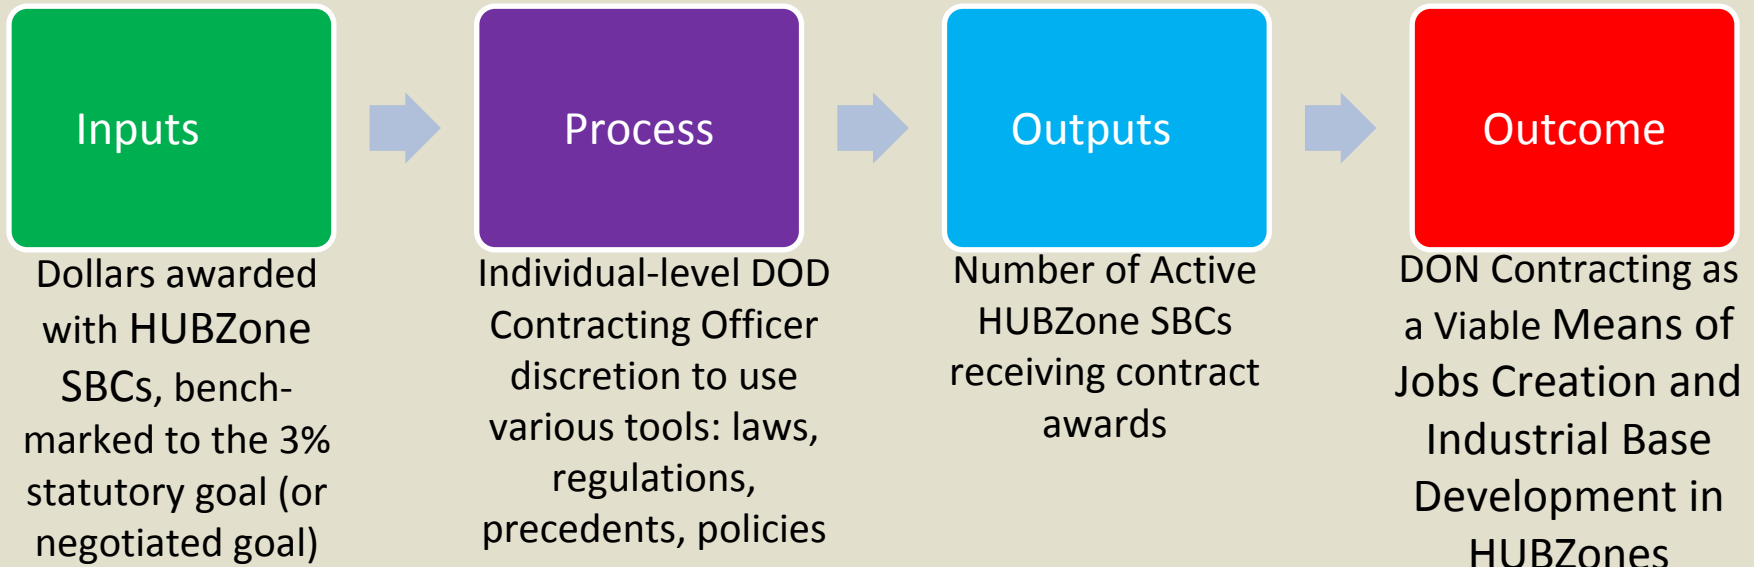 Inputs
Process
Outputs
Outcome
Dollars awarded
with HUBZone
SBCs, bench-
marked to the 3%
statutory goal (or
negotiated goal)
Individual-level DOD
Contracting Officer
discretion to use
various tools: laws,
regulations,
precedents, policies
Number of Active
HUBZone SBCs
receiving contract
awards
DON Contracting as
a Viable Means of
Jobs Creation and
Industrial Base
Development in
HUBZones